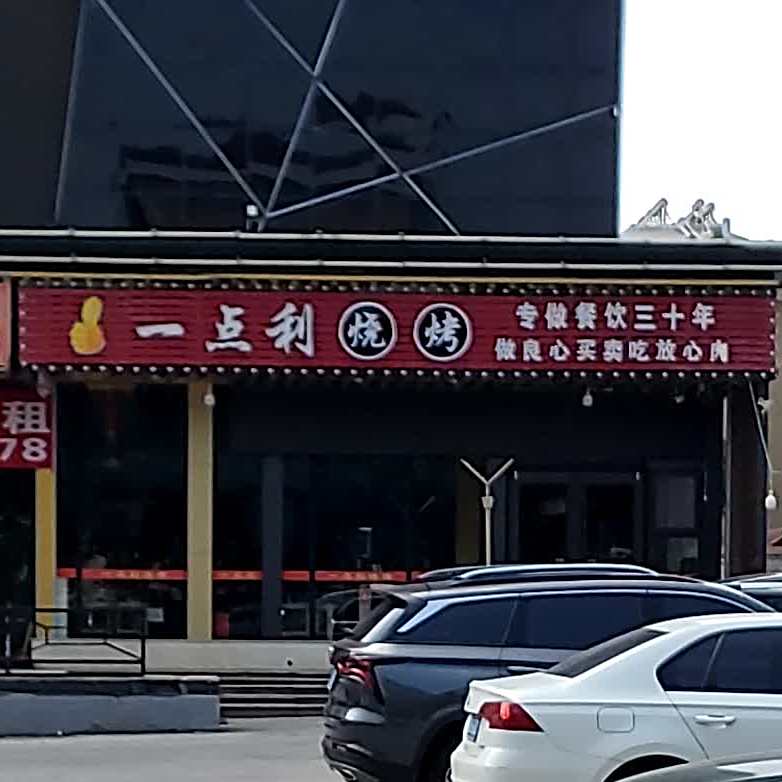 一点利 烧烤
专做餐饮三十年
做良心买卖吃放心肉
租
78